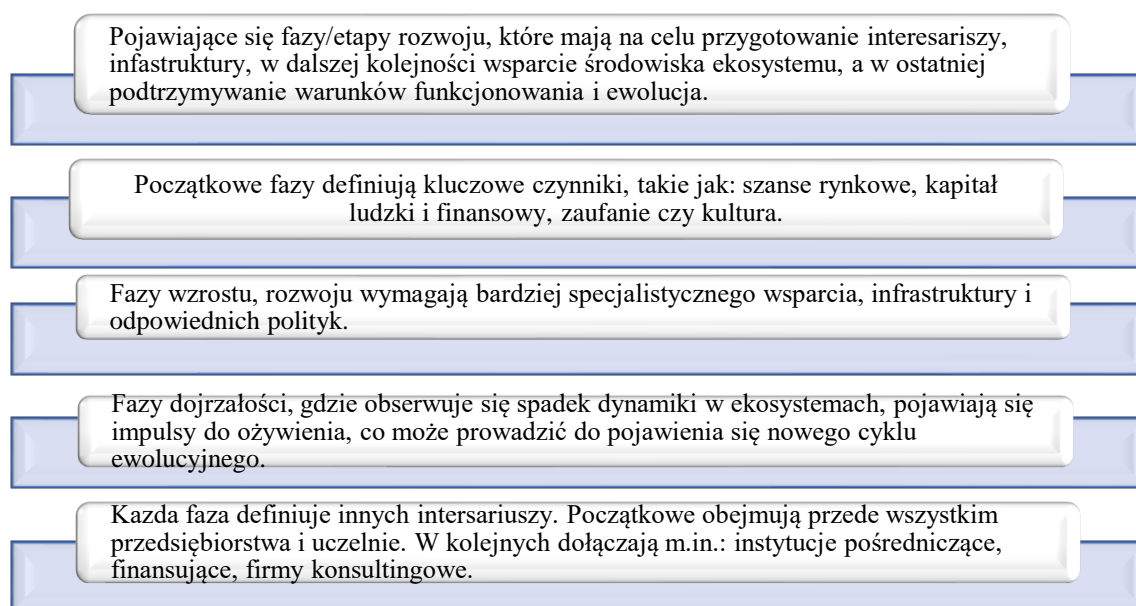 Pojawiające się fazy/etapy rozwoju, które mają na celu przygotowanie interesariszy,
infastruktury, w dalszej kolejności wsparcie środowiska ekosystemu, a w ostatniej
podtrzymywanie warunków funkcjonowania i ewolucja.
Początkowe fazy definiują kluczowe czynniki, takie jak: szanse rynkowe, kapitał
ludzki i finansowy, zaufanie czy kultura.
Fazy wzrostu, rozwoju wymagają bardziej specjalistycznego wsparcia, infrastruktury i
odpowiednich polityk.
Fazy dojrzałości, gdzie obserwuje się spadek dynamiki w ekosystemach, pojawiają się
impulsy do ożywienia, co może prowadzić do pojawienia się nowego cyklu
ewolucyjnego.
Kazda faza definiuje innych intersariuszy. Początkowe obejmują przede wszystkim
przedsiębiorstwa i uczelnie. W kolejnych dołączają m.in.: instytucje pośredniczące,
finansujące, firmy konsultingowe.